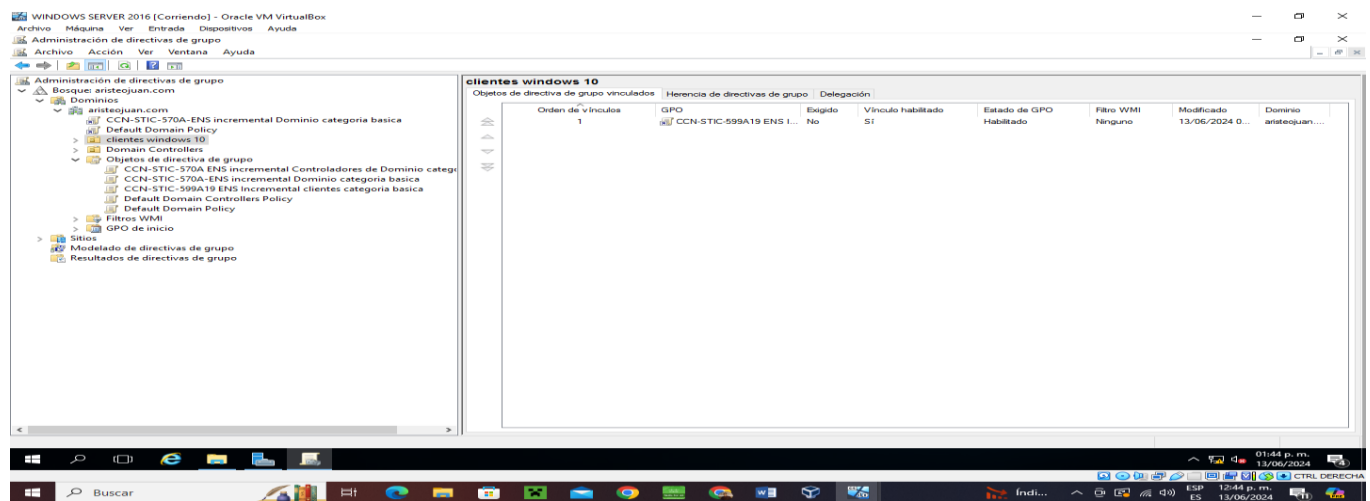 WINDOWS SERVER 2016 [Corriendo] - Oracle VM VirtualBox
Archivo Máquina Ver Entrada Dispositivos Ayuda
Administración de directivas de grupo
Archivo Acción Ver Ventana Ayuda
Administración de directivas de grupo
Bosque: aristeojuan.com
Dominios
aristeojuan.com
CCN-STIC-570A-ENS incremental Dominio categoria basica
Default Domain Policy
clientes windows 10
Domain Controllers
Objetos de directiva de grupo
CCN-STIC-570A ENS incremental Controladores de Dominio catego
CCN-STIC-570A-ENS incremental Dominio categoria basica
CCN-STIC-599A19 ENS Incremental clientes categoria basica
Default Domain Controllers Policy
Default Domain Policy
Filtros WMI
GPO de inicio
Sitios
Modelado de directivas de grupo
Resultados de directivas de grupo
clientes windows 10
Objetos de directiva de grupo vinculados Herencia de directivas de grupo Delegación
Orden de vínculos GPO Exigido Vínculo habilitado Estado de GPO Filtro WMI Modificado Dominio
1 CCN-STIC-599A19 ENS I... No Sí Habilitado Ninguno 13/06/2024 0... aristeojuan....
01:44 p. m.
13/06/2024
CTRL DERECHA
Buscar
Índi...
ESP
ES
12:44 p. m.
13/06/2024